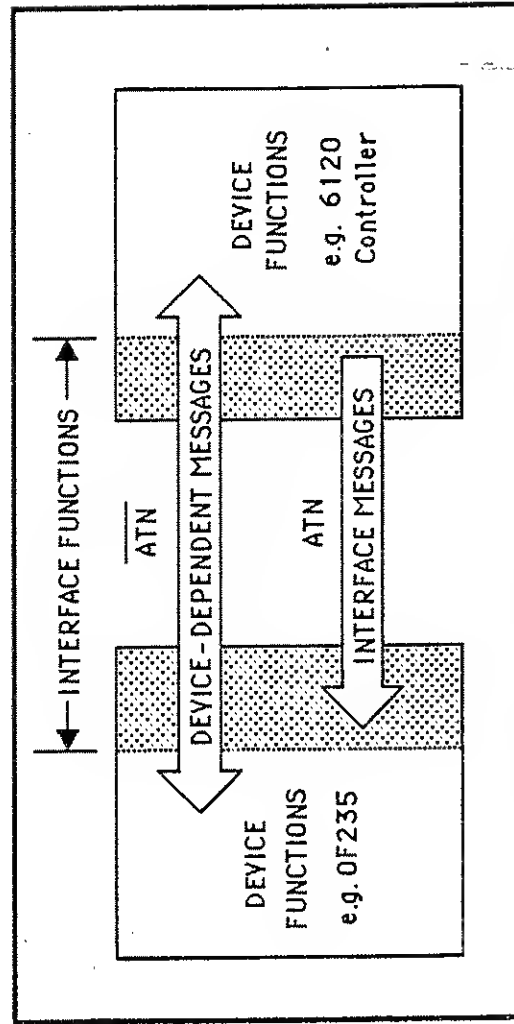 INTERFACE FUNCTIONS
ATN
DEVICE-DEPENDENT MESSAGES
DEVICE
FUNCTIONS
e.g. OF235
DEVICE
FUNCTIONS
e.g. 6120
Controller
ATN
INTERFACE MESSAGES